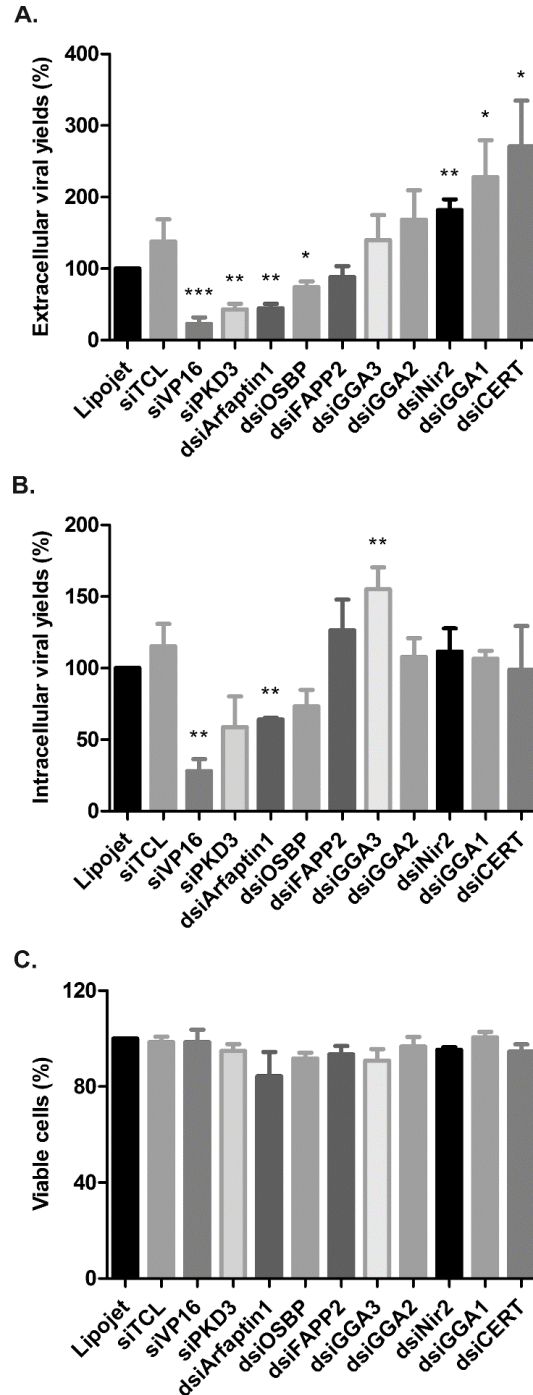 A.
Extracellular viral yields (%)
400
300
200
100
0
***
**
**
*
**
*
*
Lipojet
siTCL
siVP16
siPKD3
dsiArfaptin1
dsiOSBP
dsiFAPP2
dsiGGA3
dsiGGA2
dsiNir2
dsiGGA1
dsiCERT
B.
Intracellular viral yields (%)
200
150
100
50
0
**
**
**
Lipojet
siTCL
siVP16
siPKD3
dsiArfaptin1
dsiOSBP
dsiFAPP2
dsiGGA3
dsiGGA2
dsiNir2
dsiGGA1
dsiCERT
C.
Viable cells (%)
120
80
40
0
Lipojet
siTCL
siVP16
siPKD3
dsiArfaptin1
dsiOSBP
dsiFAPP2
dsiGGA3
dsiGGA2
dsiNir2
dsiGGA1
dsiCERT